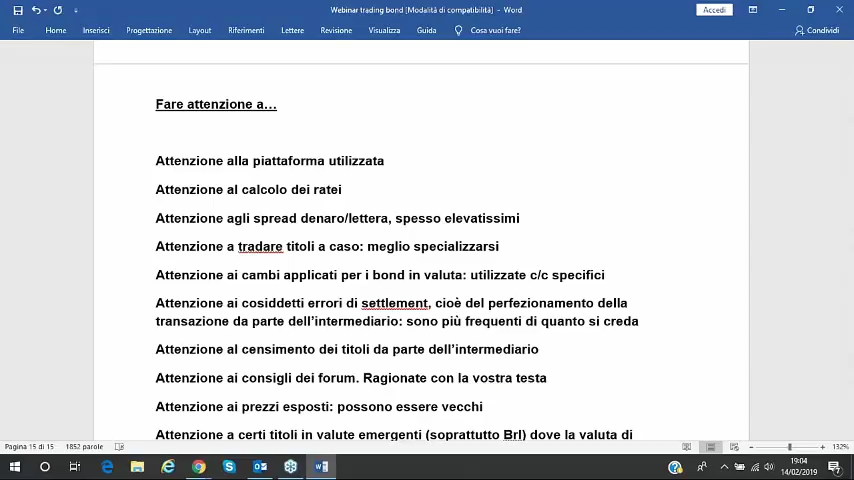 Webinar trading bond [Modalità di compatibilità] - Word
Accedi
File Home Inserisci Progettazione Layout Riferimenti Lettere Revisione Visualizza Guida Cosa vuoi fare? Condividi
Fare attenzione a…
Attenzione alla piattaforma utilizzata
Attenzione al calcolo dei ratei
Attenzione agli spread denaro/lettera, spesso elevatissimi
Attenzione a tradare titoli a caso: meglio specializzarsi
Attenzione ai cambi applicati per i bond in valuta: utilizzate c/c specifici
Attenzione ai cosiddetti errori di settlement, cioè del perfezionamento della
transazione da parte dell'intermediario: sono più frequenti di quanto si creda
Attenzione al censimento dei titoli da parte dell'intermediario
Attenzione ai consigli dei forum. Ragionate con la vostra testa
Attenzione ai prezzi esposti: possono essere vecchi
Attenzione a certi titoli in valute emergenti (soprattutto Brl) dove la valuta di
Pagina 15 di 15 1852 parole 132%
19:04
14/02/2019